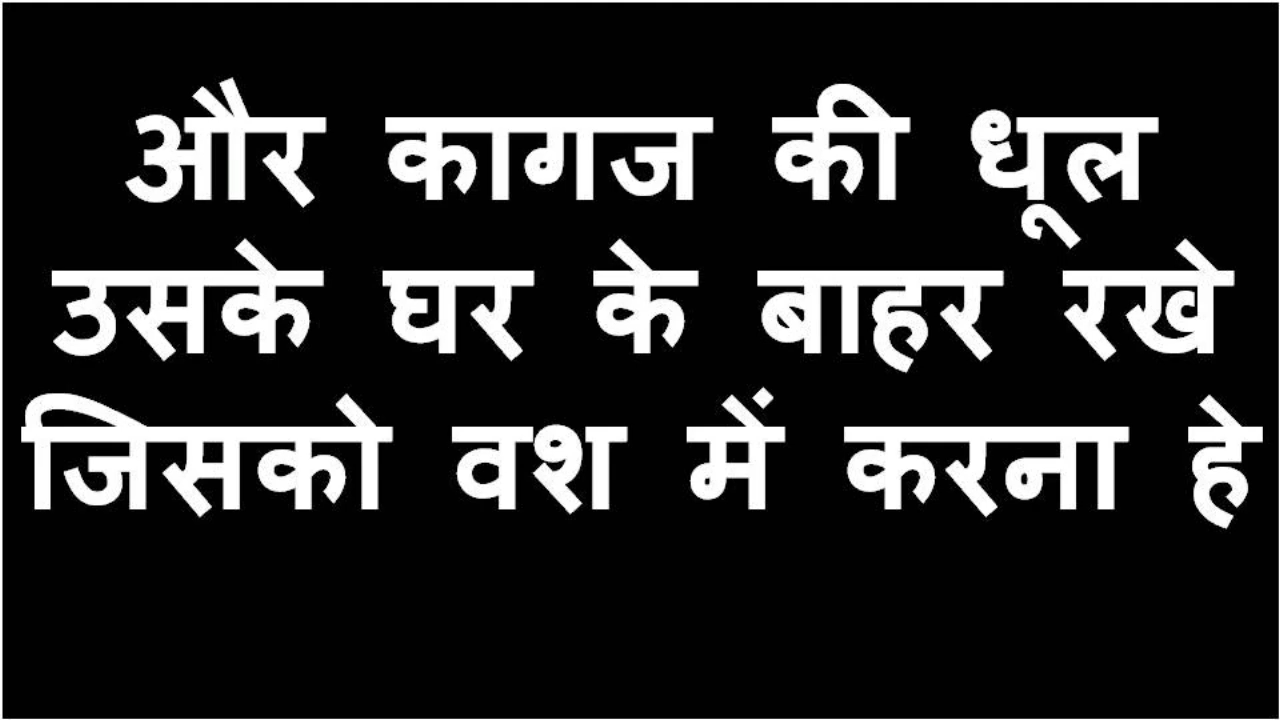 और कागज की धूल
उसके घर के बाहर रखे
जिसको वश में करना हे